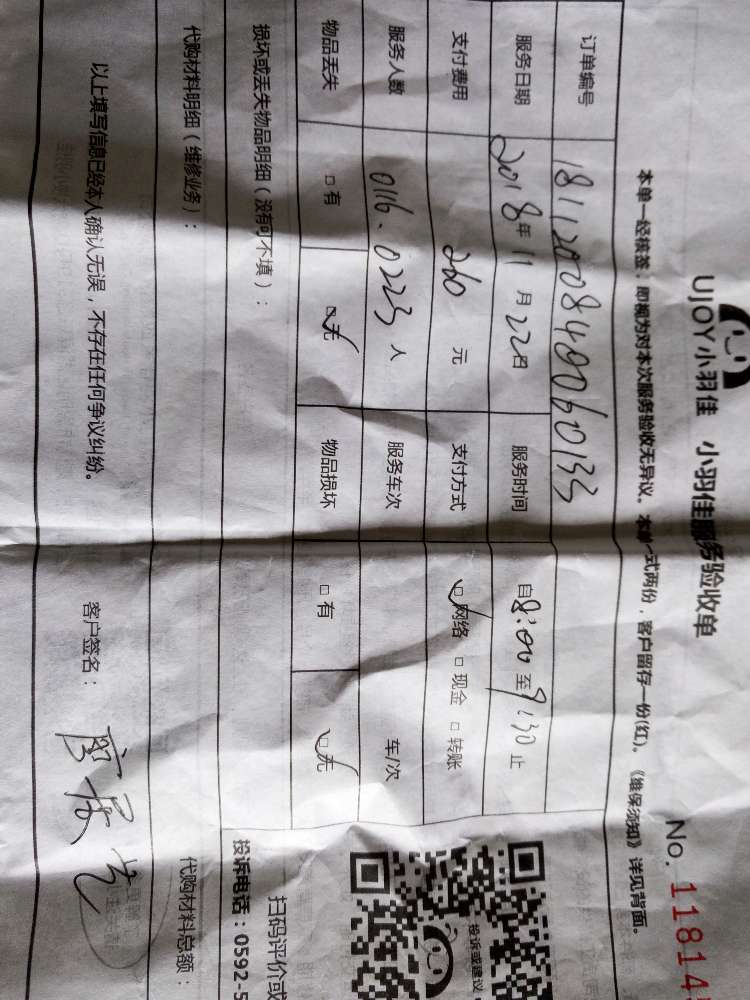 UJOY小羽佳 小羽佳服务验收单
No. 11814
本单一经核签，即视为对本次服务验收无异议。本单一式两份，客户留存一份(红)。《维保须知》详见背面。
订单编号 18112008400060133
服务日期 2018年11月22日 服务时间 自8:00至9:30止
支付费用 260元 支付方式 ☑网络 □现金 □转账
服务人数 0116、0223人 服务车次 车/次
物品丢失 □有 ☑无 物品损坏 □有 ☑无
损坏或丢失物品明细（没有可不填）：
扫码评价或
投诉或建议
投诉电话：0592-5
代购材料明细（维修业务）： 代购材料总额：
以上填写信息已经本人确认无误，不存在任何争议纠纷。 客户签名：